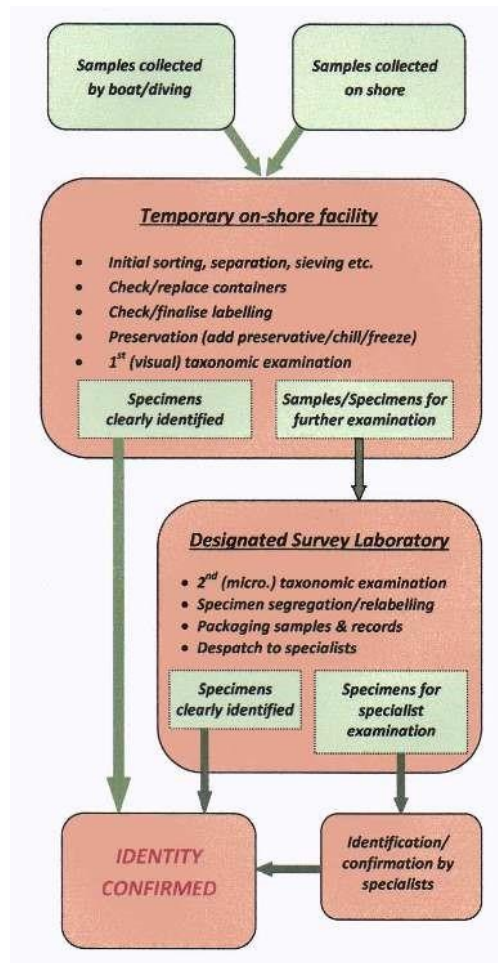 Samples collected
by boat/diving
Samples collected
on shore
Temporary on-shore facility
• Initial sorting, separation, sieving etc.
• Check/replace containers
• Check/finalise labelling
• Preservation (add preservative/chill/freeze)
• 1st (visual) taxonomic examination
Specimens
clearly identified
Samples/Specimens for
further examination
Designated Survey Laboratory
• 2nd (micro.) taxonomic examination
• Specimen segregation/relabelling
• Packaging samples & records
• Despatch to specialists
Specimens
clearly identified
Specimens for
specialist
examination
IDENTITY
CONFIRMED
Identification/
confirmation by
specialists